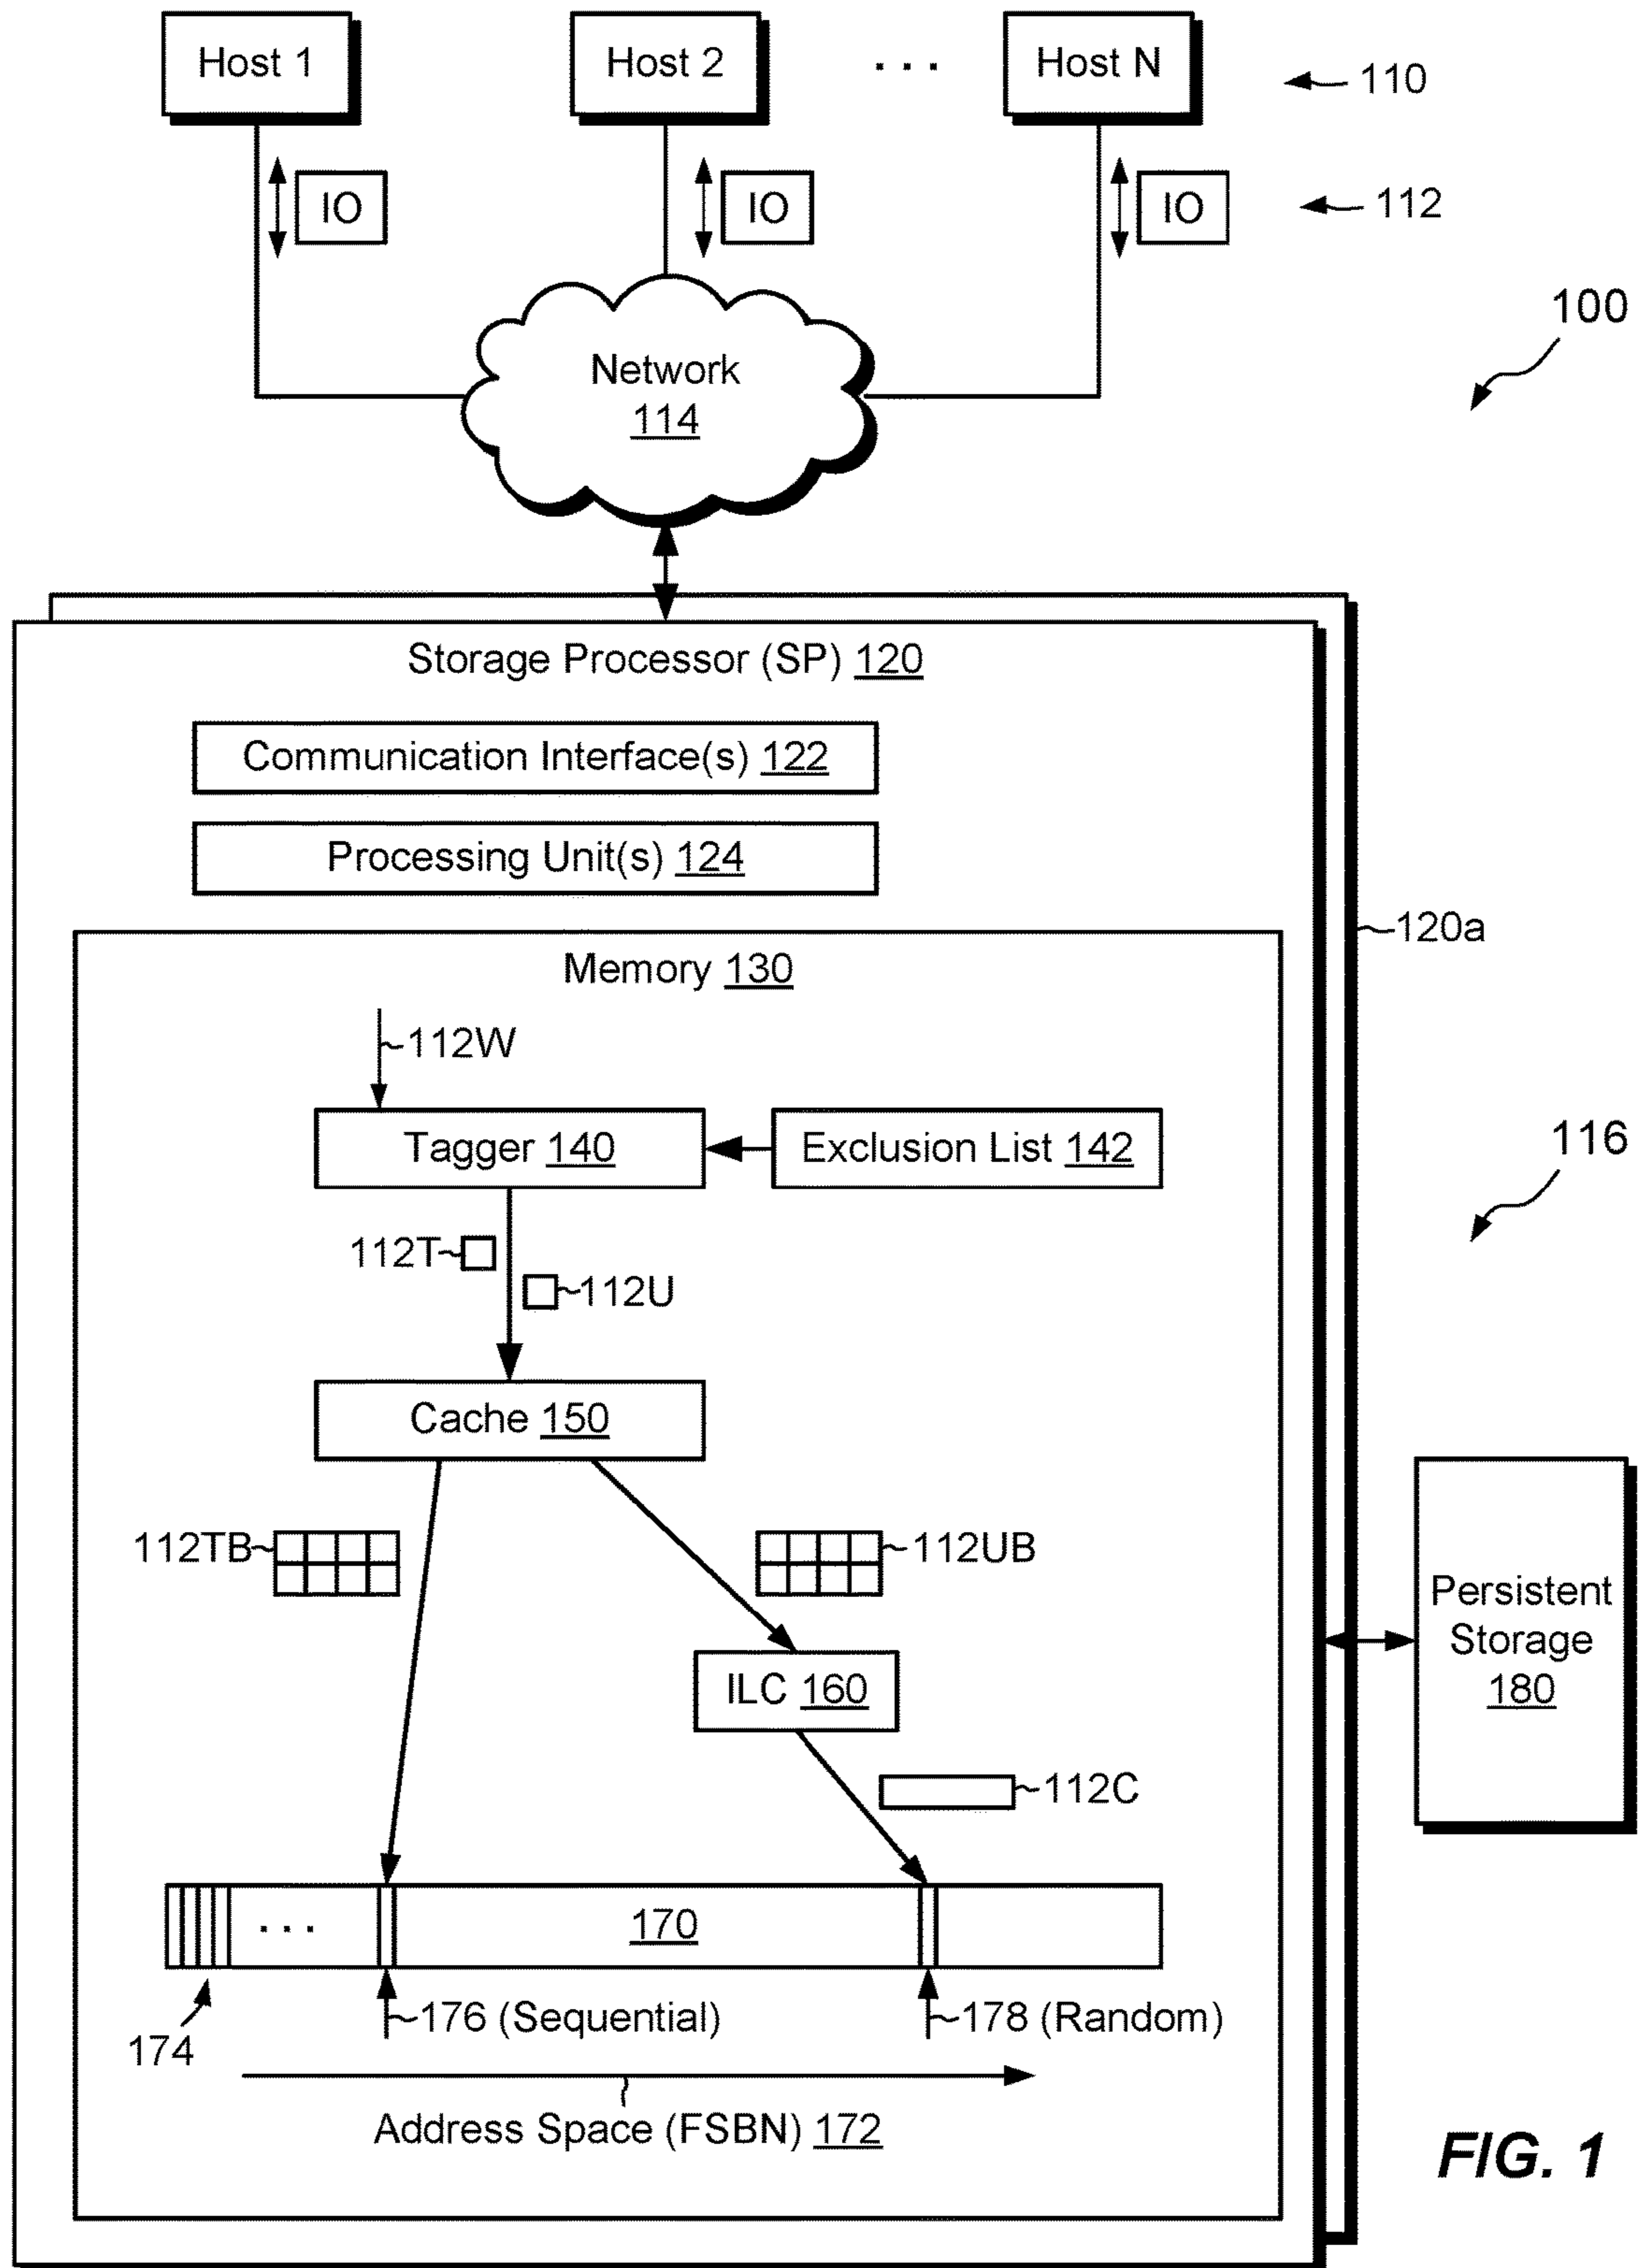 Host 1
Host 2
. . .
Host N
110
IO
IO
IO
112
100
Network
114
Storage Processor (SP) 120
Communication Interface(s) 122
Processing Unit(s) 124
120a
Memory 130
112W
Tagger 140
Exclusion List 142
116
112T
112U
Cache 150
112TB
112UB
Persistent
Storage
180
ILC 160
112C
. . .
170
174
176 (Sequential)
178 (Random)
Address Space (FSBN) 172
FIG. 1